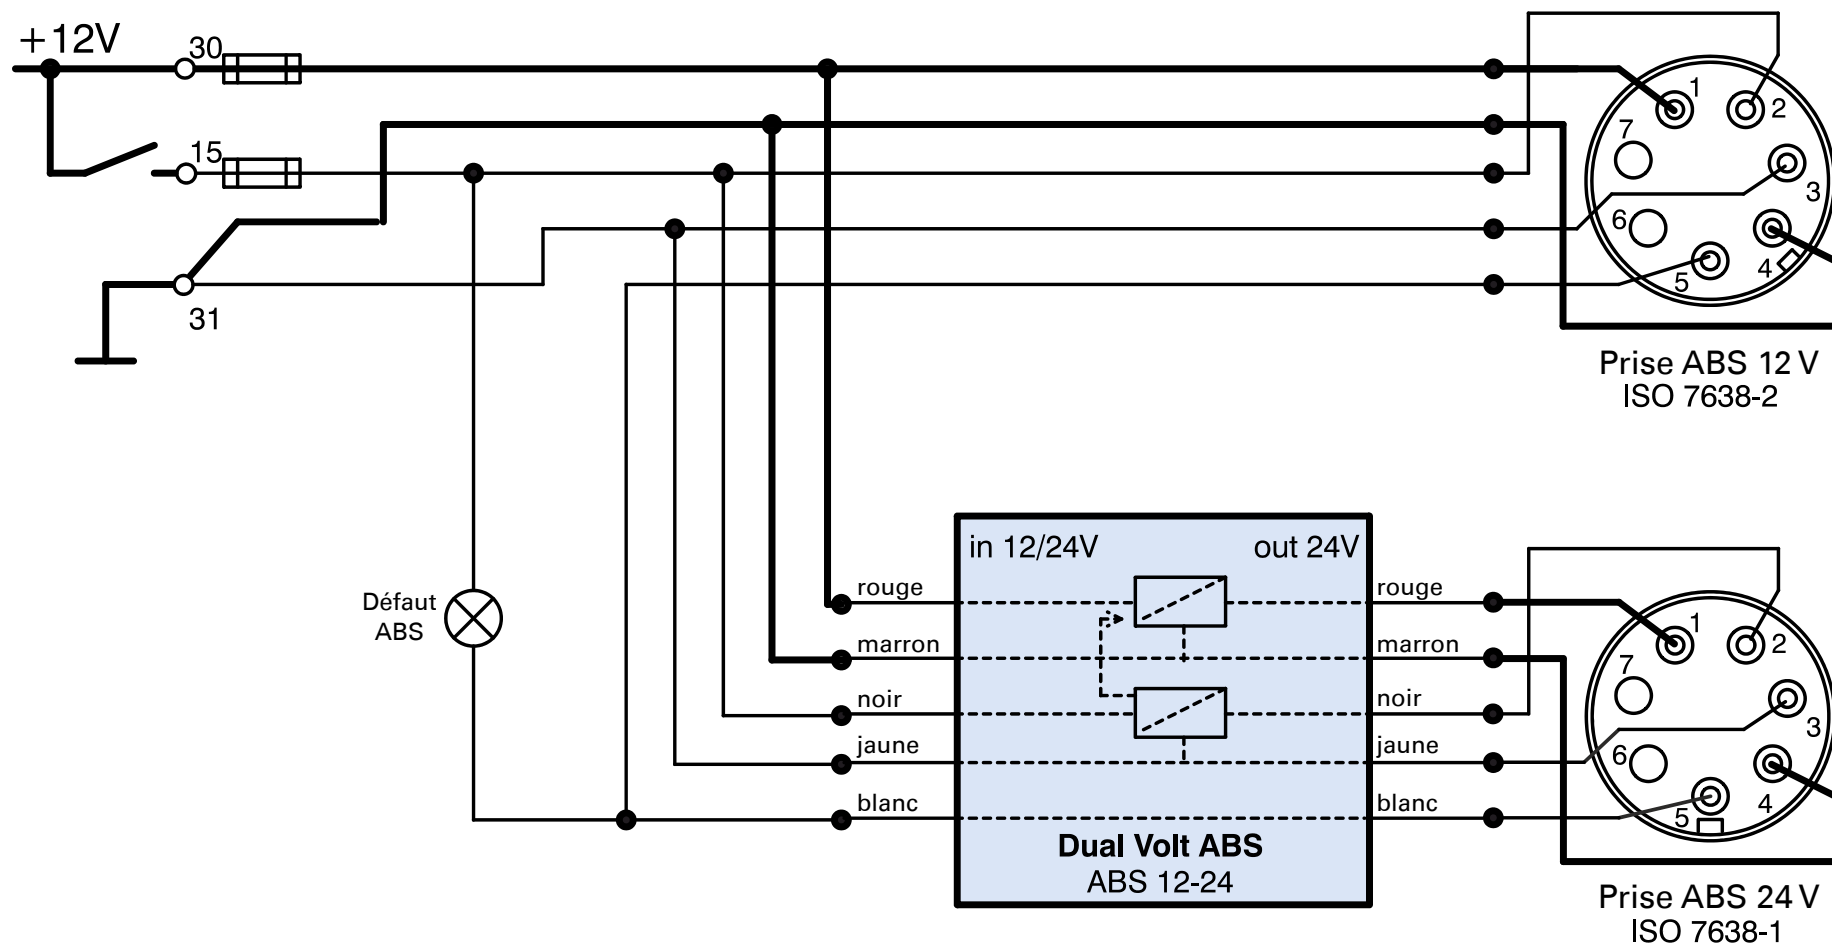 +12V
30
15
31
1
2
3
4
5
6
7
Prise ABS 12 V
ISO 7638-2
Défaut
ABS
in 12/24V
out 24V
rouge
rouge
marron
marron
noir
noir
jaune
jaune
blanc
blanc
Dual Volt ABS
ABS 12-24
1
2
3
4
5
6
7
Prise ABS 24 V
ISO 7638-1